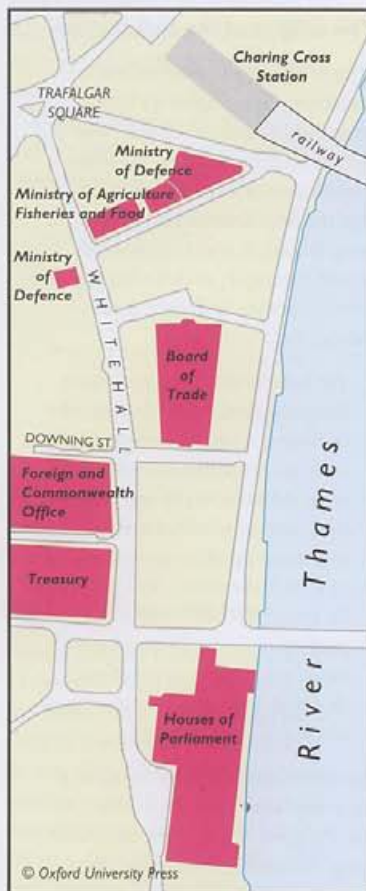 Charing Cross
Station
TRAFALGAR
SQUARE
railway
Ministry
of Defence
Ministry of Agriculture
Fisheries and Food
Ministry
of
Defence
WHITEHALL
Board
of
Trade
DOWNING ST.
Foreign and
Commonwealth
Office
Treasury
River Thames
Houses of
Parliament
© Oxford University Press